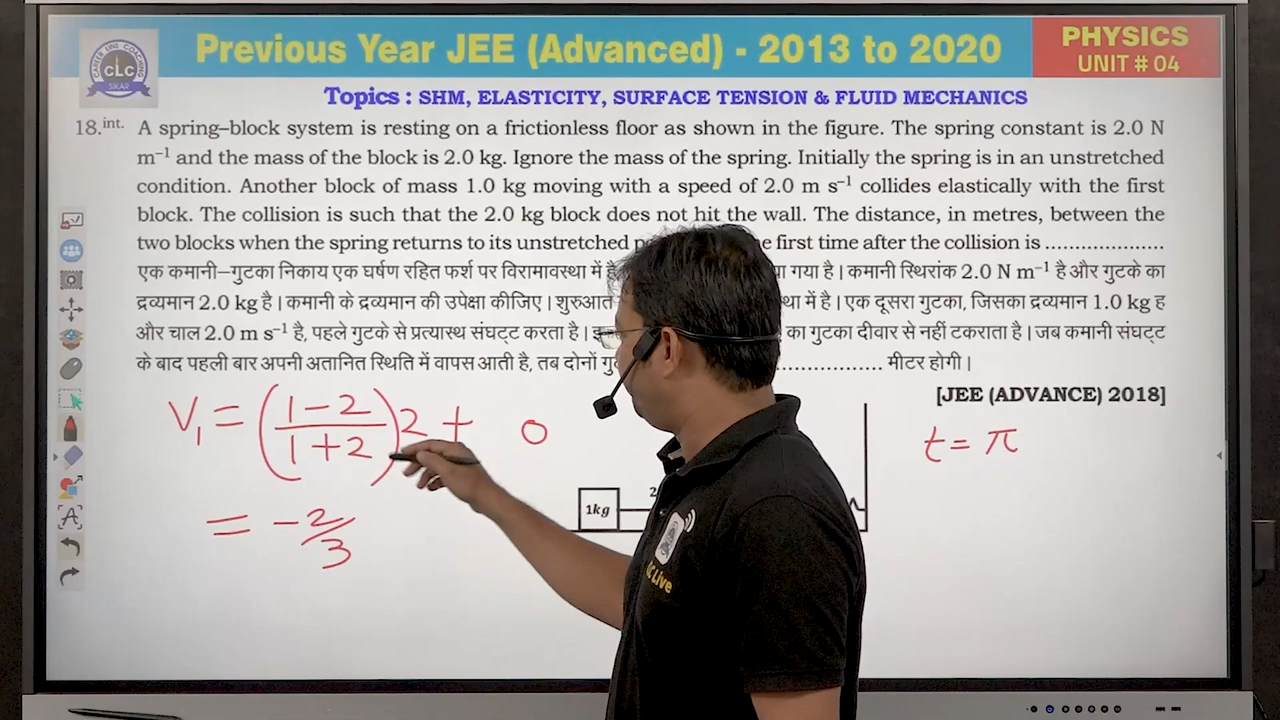 Previous Year JEE (Advanced) - 2013 to 2020
PHYSICS
UNIT # 04
CAREER LINE COACHING
CLC
SIKAR
Topics : SHM, ELASTICITY, SURFACE TENSION & FLUID MECHANICS
18.int. A spring–block system is resting on a frictionless floor as shown in the figure. The spring constant is 2.0 N
m⁻¹ and the mass of the block is 2.0 kg. Ignore the mass of the spring. Initially the spring is in an unstretched
condition. Another block of mass 1.0 kg moving with a speed of 2.0 m s⁻¹ collides elastically with the first
block. The collision is such that the 2.0 kg block does not hit the wall. The distance, in metres, between the
two blocks when the spring returns to its unstretched first time after the collision is ....................
एक कमानी–गुटका निकाय एक घर्षण रहित फर्श पर विरामावस्था में गया है। कमानी स्थिरांक 2.0 N m⁻¹ है और गुटके का
द्रव्यमान 2.0 kg है। कमानी के द्रव्यमान की उपेक्षा कीजिए। शुरुआत में है। एक दूसरा गुटका, जिसका द्रव्यमान 1.0 kg ह
और चाल 2.0 m s⁻¹ है, पहले गुटके से प्रत्यास्थ संघट्ट करता है। का गुटका दीवार से नहीं टकराता है। जब कमानी संघट्ट
के बाद पहली बार अपनी अतानित स्थिति में वापस आती है, तब दोनों ................ मीटर होगी।
[JEE (ADVANCE) 2018]
V₁ = (1-2/1+2)2 + 0
t = π
= -2/3
1kg
2
Live